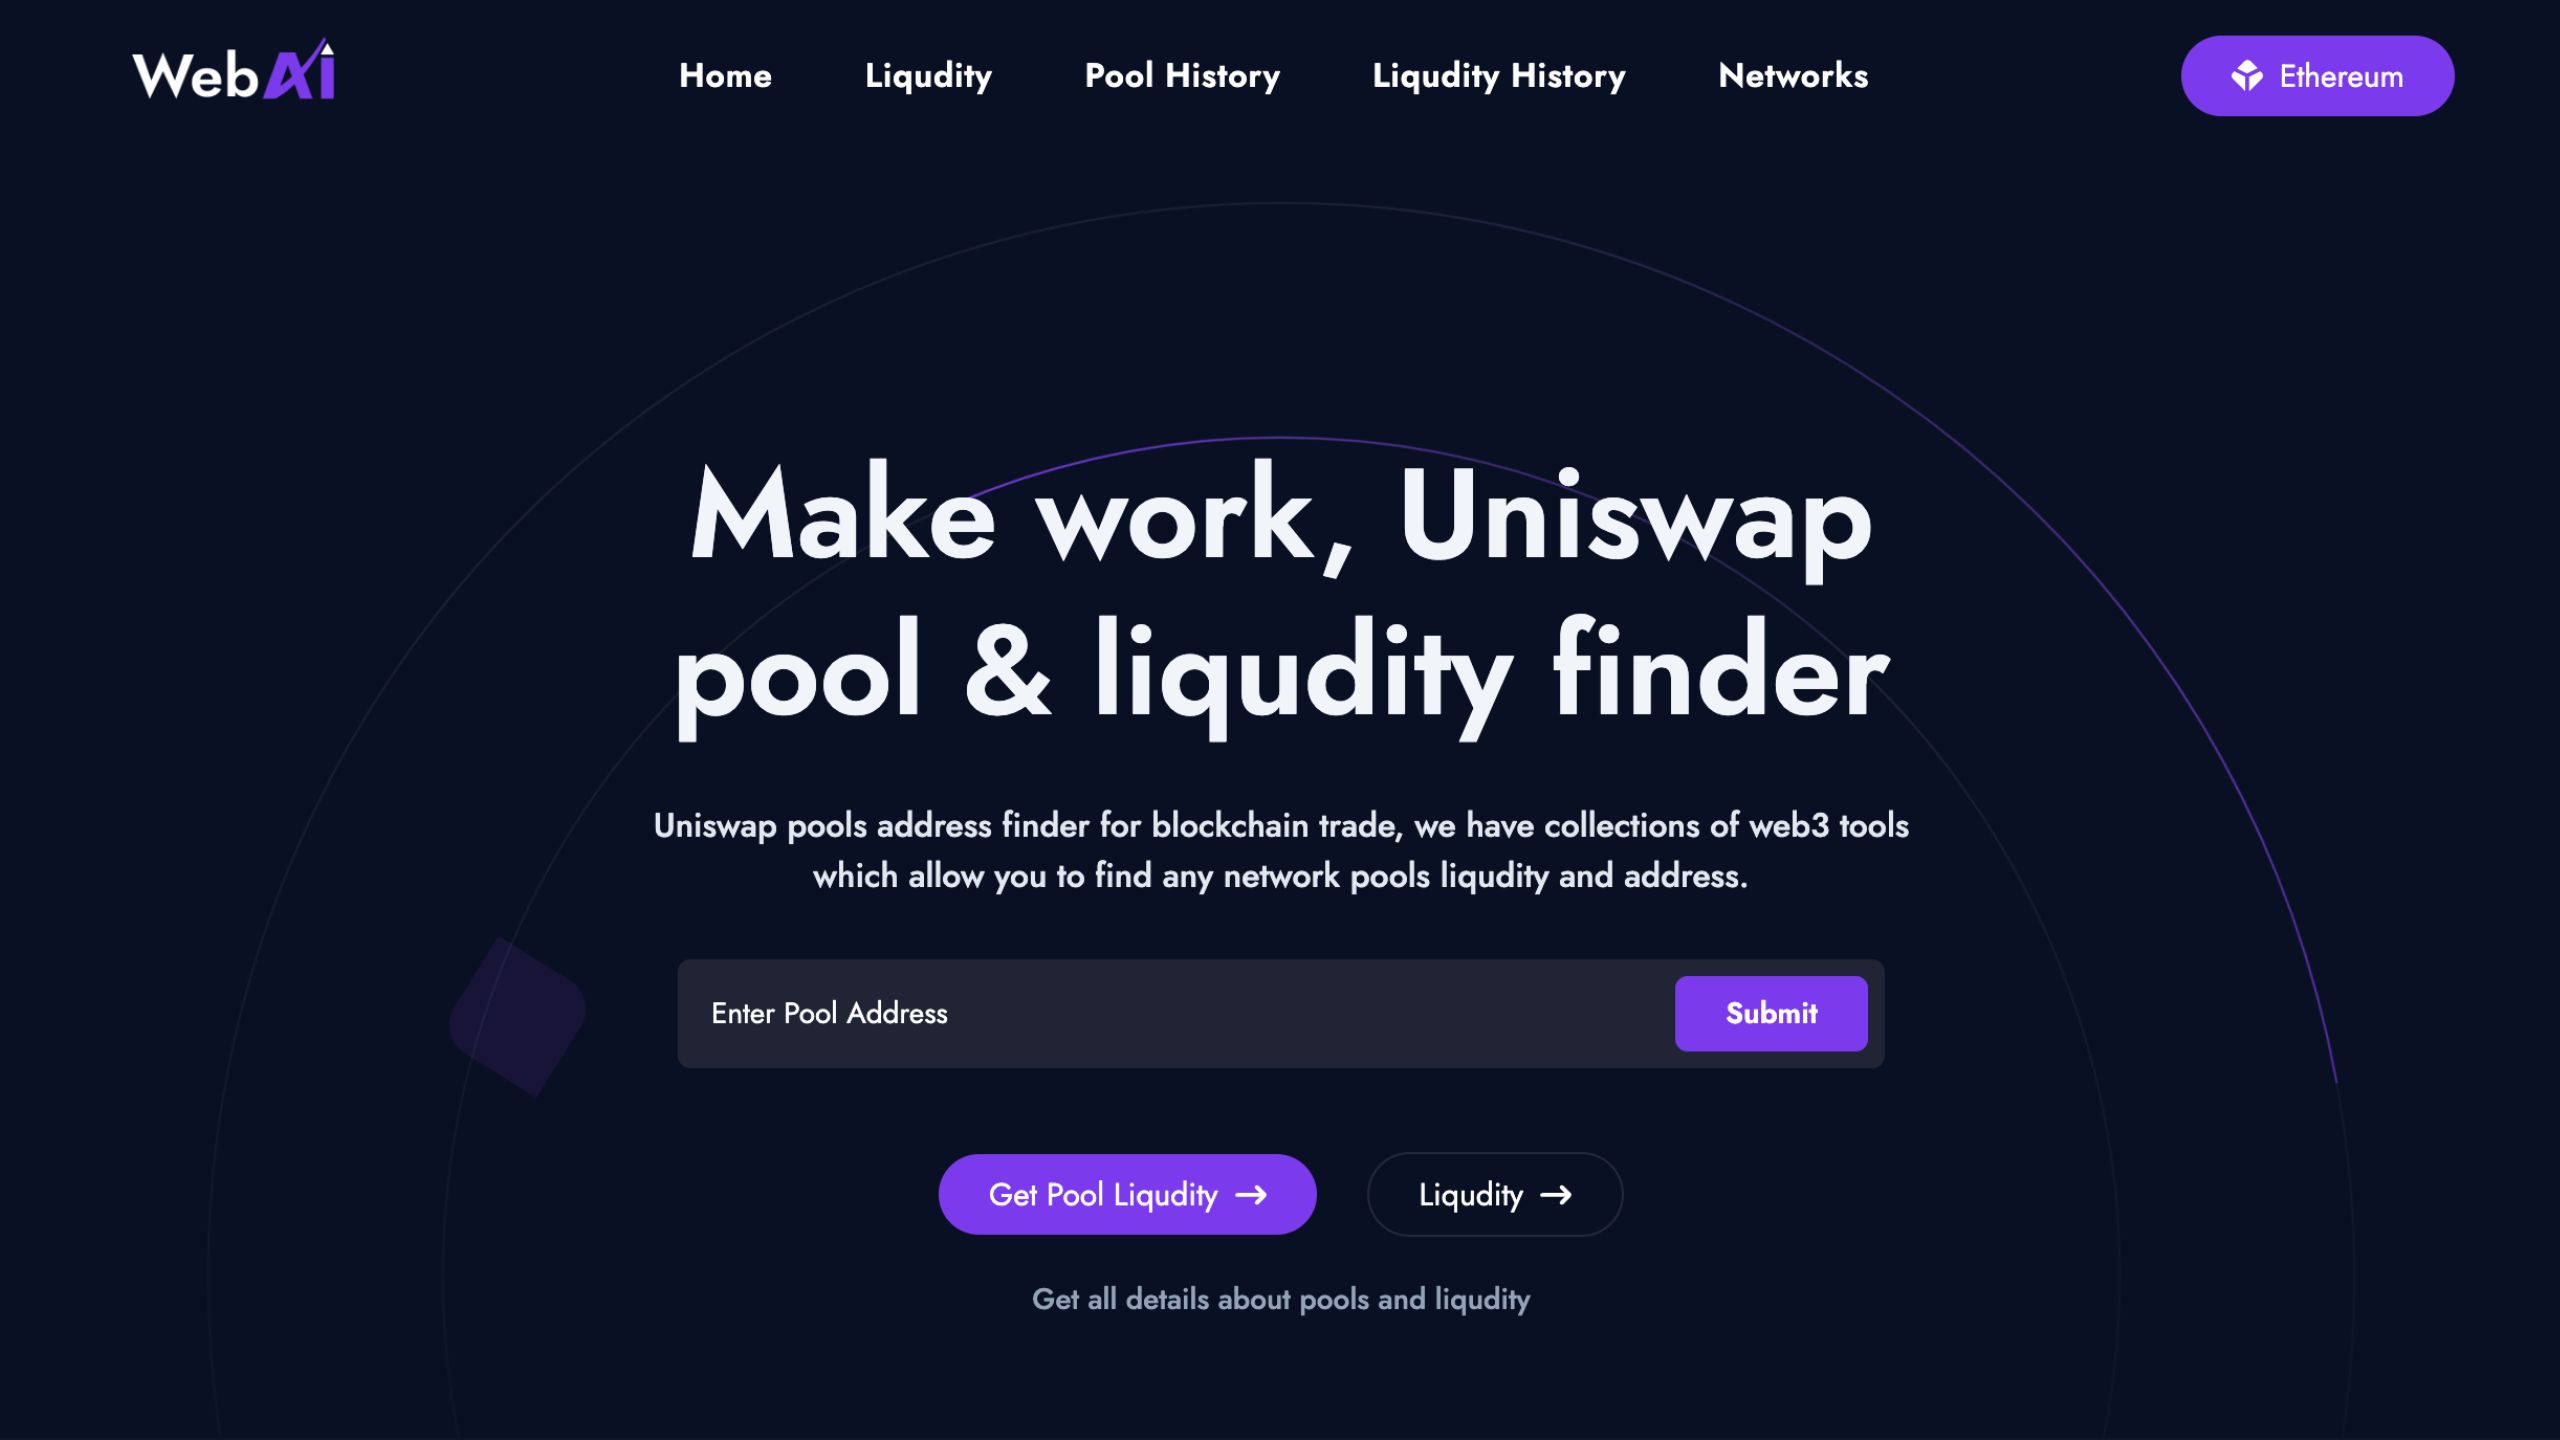 WebAi
Home
Liqudity
Pool History
Liqudity History
Networks
Ethereum
Make work, Uniswap
pool & liqudity finder
Uniswap pools address finder for blockchain trade, we have collections of web3 tools
which allow you to find any network pools liqudity and address.
Enter Pool Address
Submit
Get Pool Liqudity
Liqudity
Get all details about pools and liqudity